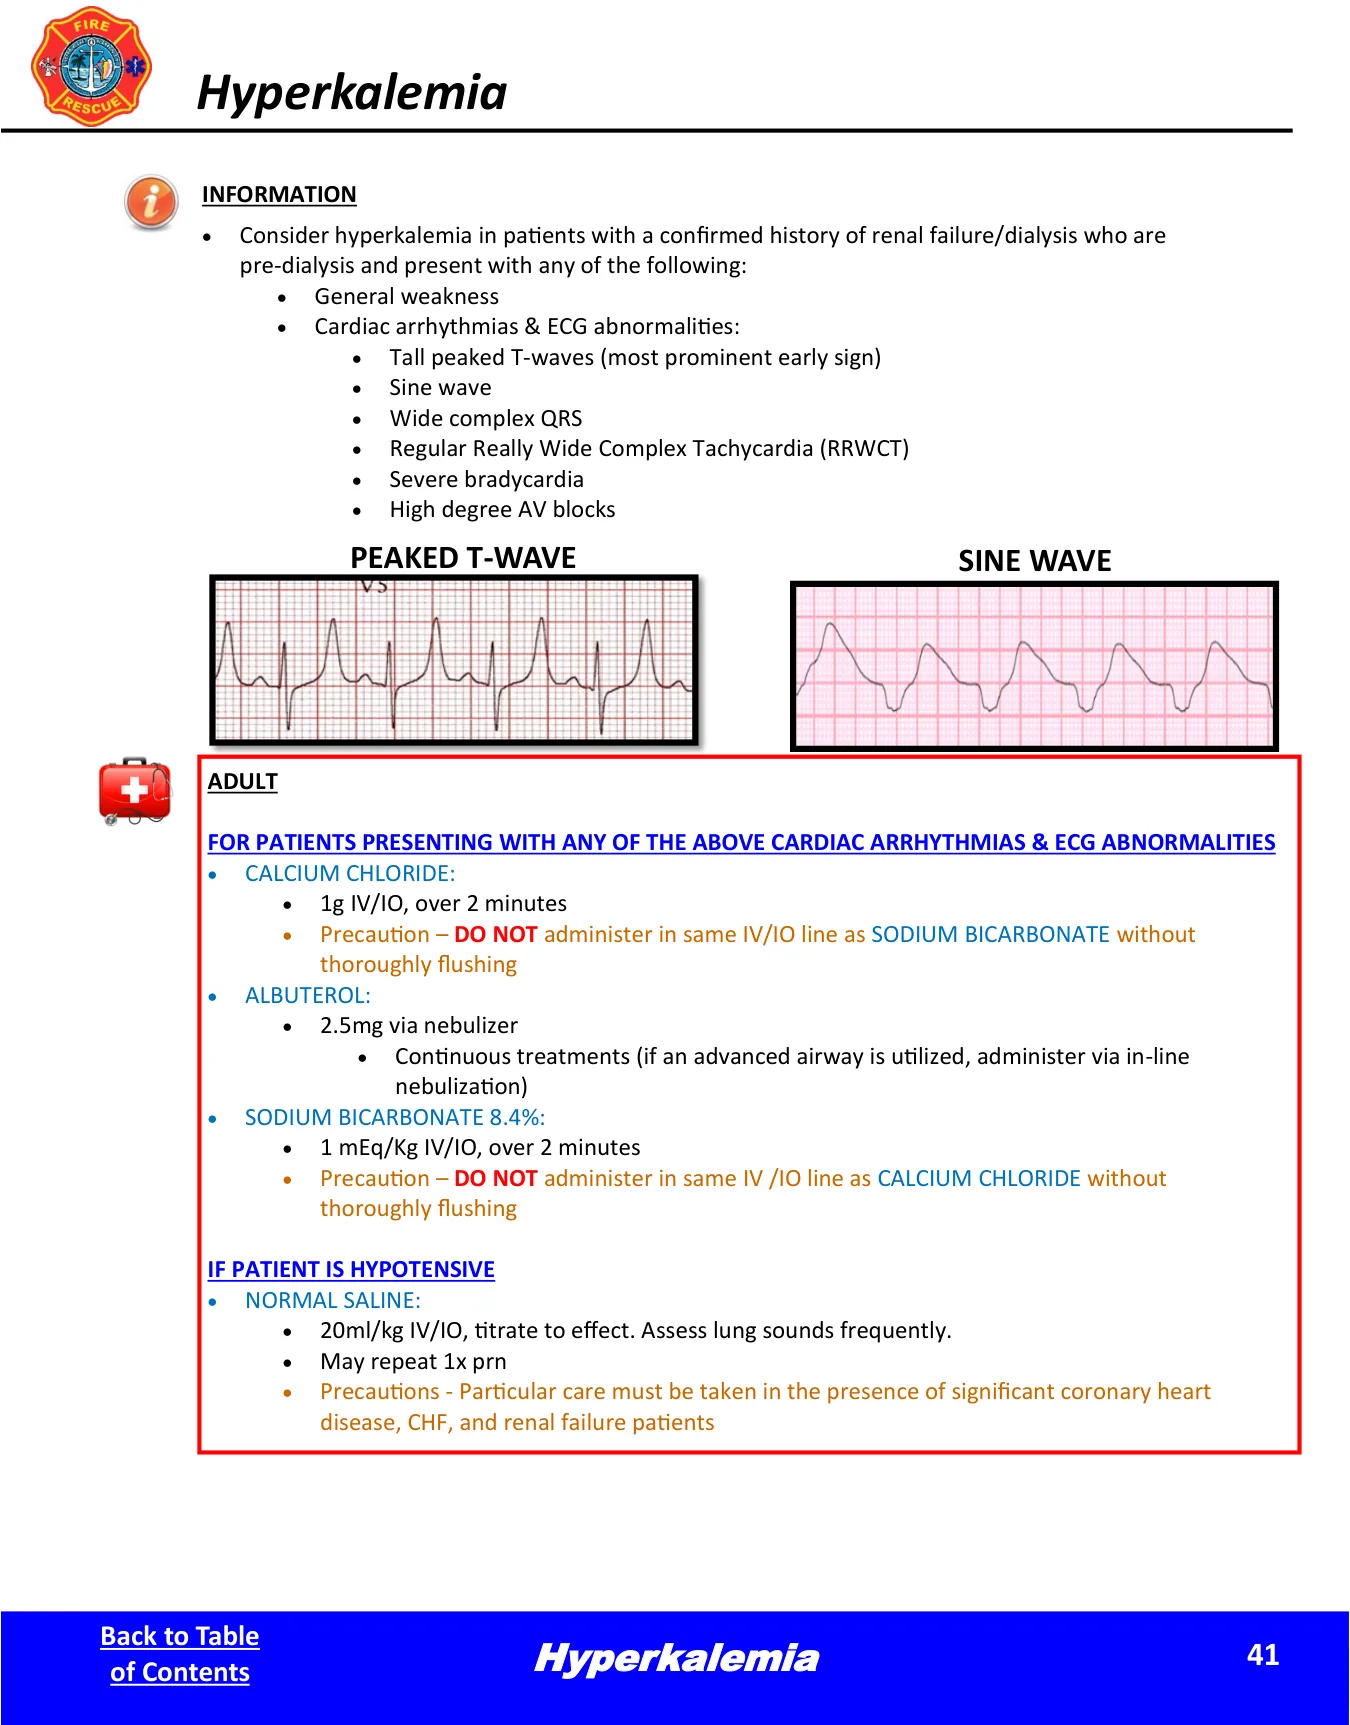 FIRE
RESCUE
Hyperkalemia
INFORMATION
• Consider hyperkalemia in patients with a confirmed history of renal failure/dialysis who are
pre-dialysis and present with any of the following:
• General weakness
• Cardiac arrhythmias & ECG abnormalities:
• Tall peaked T-waves (most prominent early sign)
• Sine wave
• Wide complex QRS
• Regular Really Wide Complex Tachycardia (RRWCT)
• Severe bradycardia
• High degree AV blocks
PEAKED T-WAVE
SINE WAVE
V5
ADULT
FOR PATIENTS PRESENTING WITH ANY OF THE ABOVE CARDIAC ARRHYTHMIAS & ECG ABNORMALITIES
• CALCIUM CHLORIDE:
• 1g IV/IO, over 2 minutes
• Precaution – DO NOT administer in same IV/IO line as SODIUM BICARBONATE without
thoroughly flushing
• ALBUTEROL:
• 2.5mg via nebulizer
• Continuous treatments (if an advanced airway is utilized, administer via in-line
nebulization)
• SODIUM BICARBONATE 8.4%:
• 1 mEq/Kg IV/IO, over 2 minutes
• Precaution – DO NOT administer in same IV /IO line as CALCIUM CHLORIDE without
thoroughly flushing
IF PATIENT IS HYPOTENSIVE
• NORMAL SALINE:
• 20ml/kg IV/IO, titrate to effect. Assess lung sounds frequently.
• May repeat 1x prn
• Precautions - Particular care must be taken in the presence of significant coronary heart
disease, CHF, and renal failure patients
Back to Table
of Contents
Hyperkalemia
41